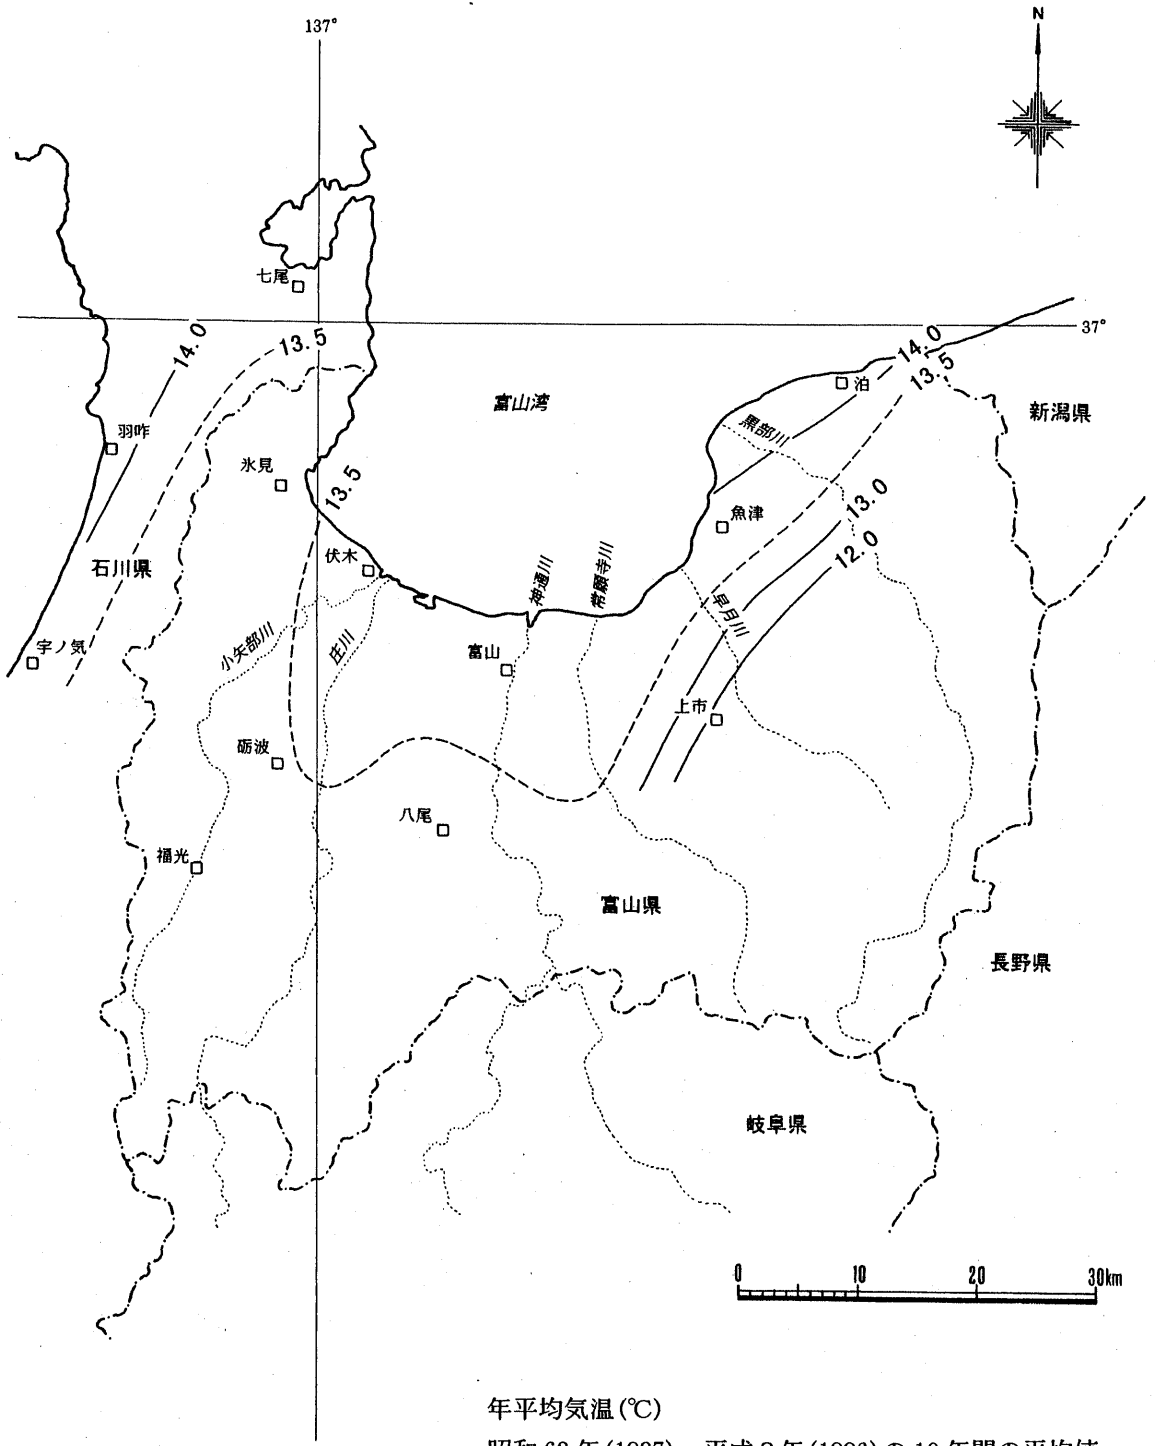 137°
N
七尾
37°
14.0
13.5
14.0
13.5
泊
富山湾
新潟県
羽咋
黒部川
氷見
13.5
13.0
魚津
伏木
12.0
石川県
神通川
常願寺川
早月川
宇ノ気
小矢部川
庄川
富山
上市
砺波
八尾
福光
富山県
長野県
岐阜県
0 10 20 30km
年平均気温(℃)